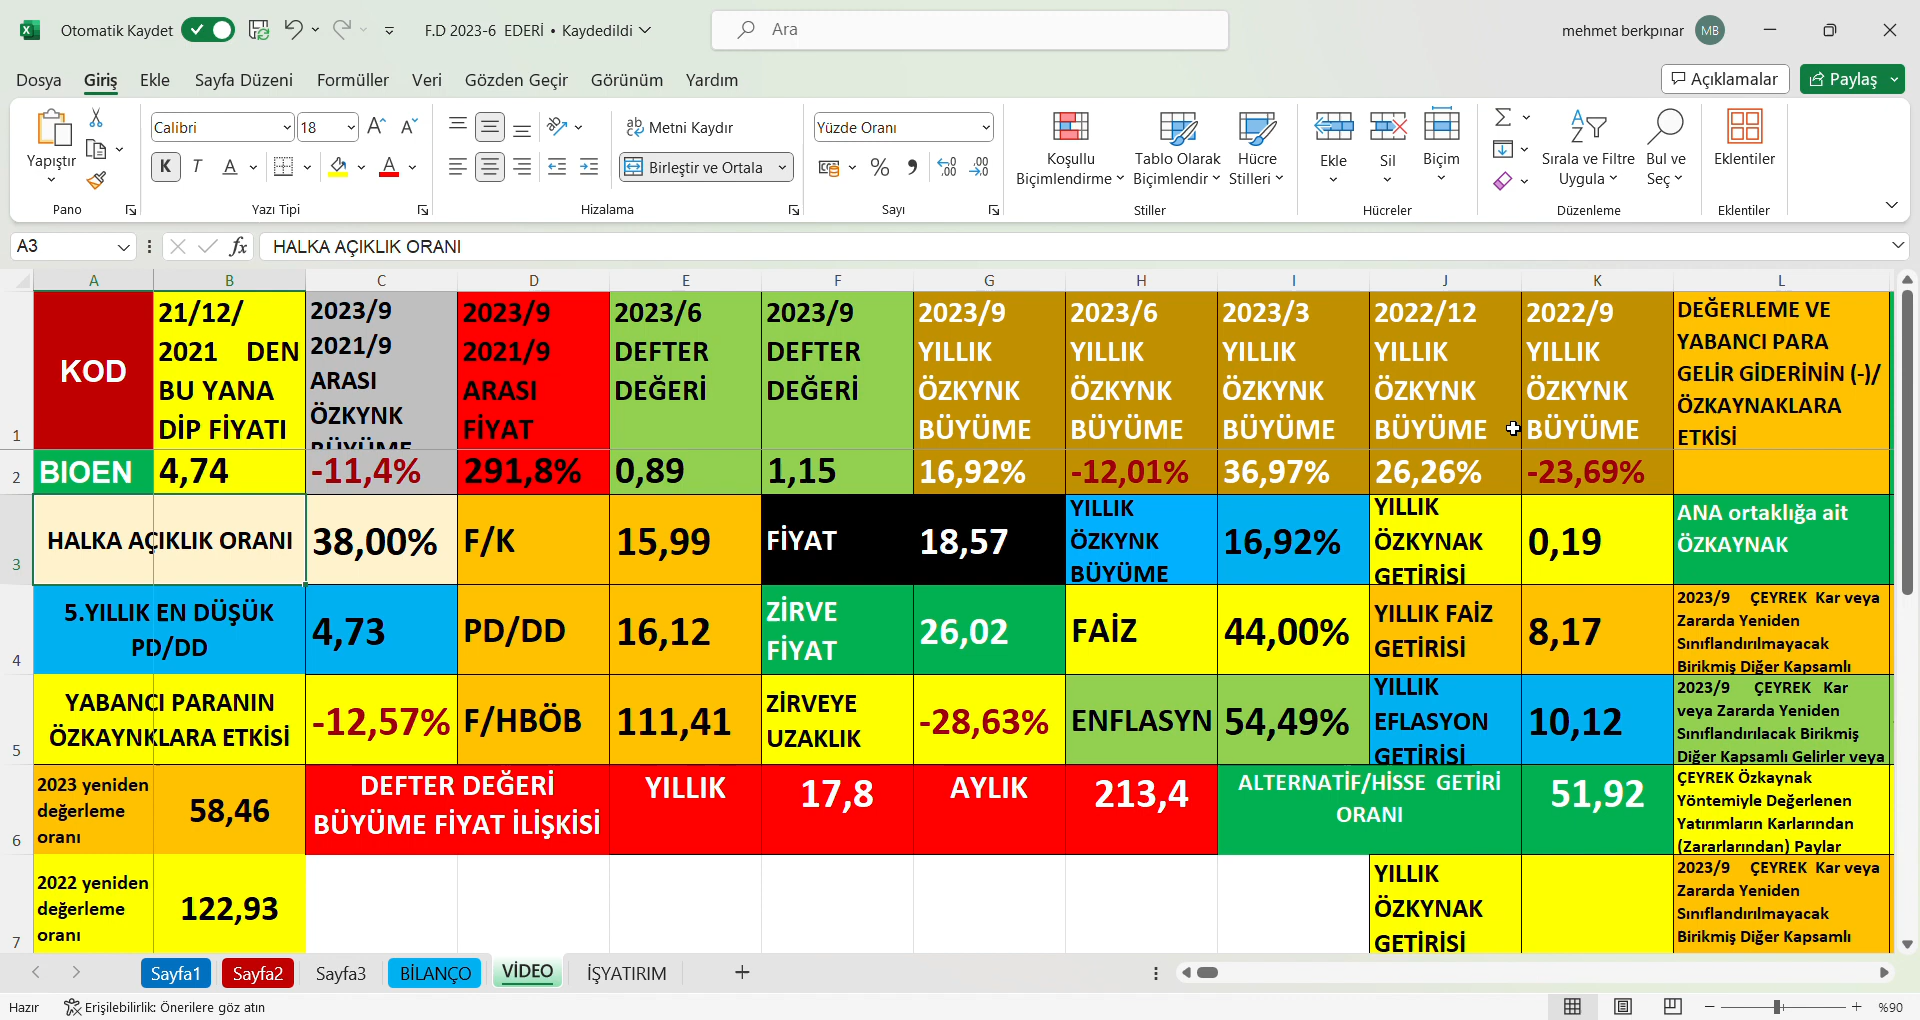 Otomatik Kaydet
F.D 2023-6 EDERİ • Kaydedildi
Ara
mehmet berkpınar
MB
Dosya
Giriş
Ekle
Sayfa Düzeni
Formüller
Veri
Gözden Geçir
Görünüm
Yardım
Açıklamalar
Paylaş
Yapıştır
Pano
Calibri
18
K
T
A
A
Yazı Tipi
Metni Kaydır
Birleştir ve Ortala
Hizalama
Yüzde Oranı
Sayı
Koşullu
Biçimlendirme
Tablo Olarak
Biçimlendir
Hücre
Stilleri
Stiller
Ekle
Sil
Biçim
Hücreler
Sırala ve Filtre
Uygula
Bul ve
Seç
Düzenleme
Eklentiler
Eklentiler
A3
fx
HALKA AÇIKLIK ORANI
A B C D E F G H I J K L
1
KOD
21/12/
2021 DEN
BU YANA
DİP FİYATI
2023/9
2021/9
ARASI
ÖZKYNK
BÜYÜME
2023/9
2021/9
ARASI
FİYAT
2023/6
DEFTER
DEĞERİ
2023/9
DEFTER
DEĞERİ
2023/9
YILLIK
ÖZKYNK
BÜYÜME
2023/6
YILLIK
ÖZKYNK
BÜYÜME
2023/3
YILLIK
ÖZKYNK
BÜYÜME
2022/12
YILLIK
ÖZKYNK
BÜYÜME
2022/9
YILLIK
ÖZKYNK
BÜYÜME
DEĞERLEME VE
YABANCI PARA
GELİR GİDERİNİN (-)/
ÖZKAYNAKLARA
ETKİSİ
2
BIOEN
4,74
-11,4%
291,8%
0,89
1,15
16,92%
-12,01%
36,97%
26,26%
-23,69%
3
HALKA AÇIKLIK ORANI
38,00%
F/K
15,99
FİYAT
18,57
YILLIK
ÖZKYNK
BÜYÜME
16,92%
YILLIK
ÖZKYNAK
GETİRİSİ
0,19
ANA ortaklığa ait
ÖZKAYNAK
4
5.YILLIK EN DÜŞÜK
PD/DD
4,73
PD/DD
16,12
ZİRVE
FİYAT
26,02
FAİZ
44,00%
YILLIK FAİZ
GETİRİSİ
8,17
2023/9 ÇEYREK Kar veya
Zararda Yeniden
Sınıflandırılmayacak
Birikmiş Diğer Kapsamlı
5
YABANCI PARANIN
ÖZKAYNKLARA ETKİSİ
-12,57%
F/HBÖB
111,41
ZİRVEYE
UZAKLIK
-28,63%
ENFLASYN
54,49%
YILLIK
EFLASYON
GETİRİSİ
10,12
2023/9 ÇEYREK Kar
veya Zararda Yeniden
Sınıflandırılacak Birikmiş
Diğer Kapsamlı Gelirler veya
6
2023 yeniden
değerleme
oranı
58,46
DEFTER DEĞERİ
BÜYÜME FİYAT İLİŞKİSİ
YILLIK
17,8
AYLIK
213,4
ALTERNATİF/HİSSE GETİRİ
ORANI
51,92
ÇEYREK Özkaynak
Yöntemiyle Değerlenen
Yatırımların Karlarından
(Zararlarından) Paylar
7
2022 yeniden
değerleme
oranı
122,93
YILLIK
ÖZKYNAK
GETİRİSİ
2023/9 ÇEYREK Kar veya
Zararda Yeniden
Sınıflandırılmayacak
Birikmiş Diğer Kapsamlı
Sayfa1
Sayfa2
Sayfa3
BİLANÇO
VİDEO
İŞYATIRIM
Hazır
Erişilebilirlik: Önerilere göz atın
%90